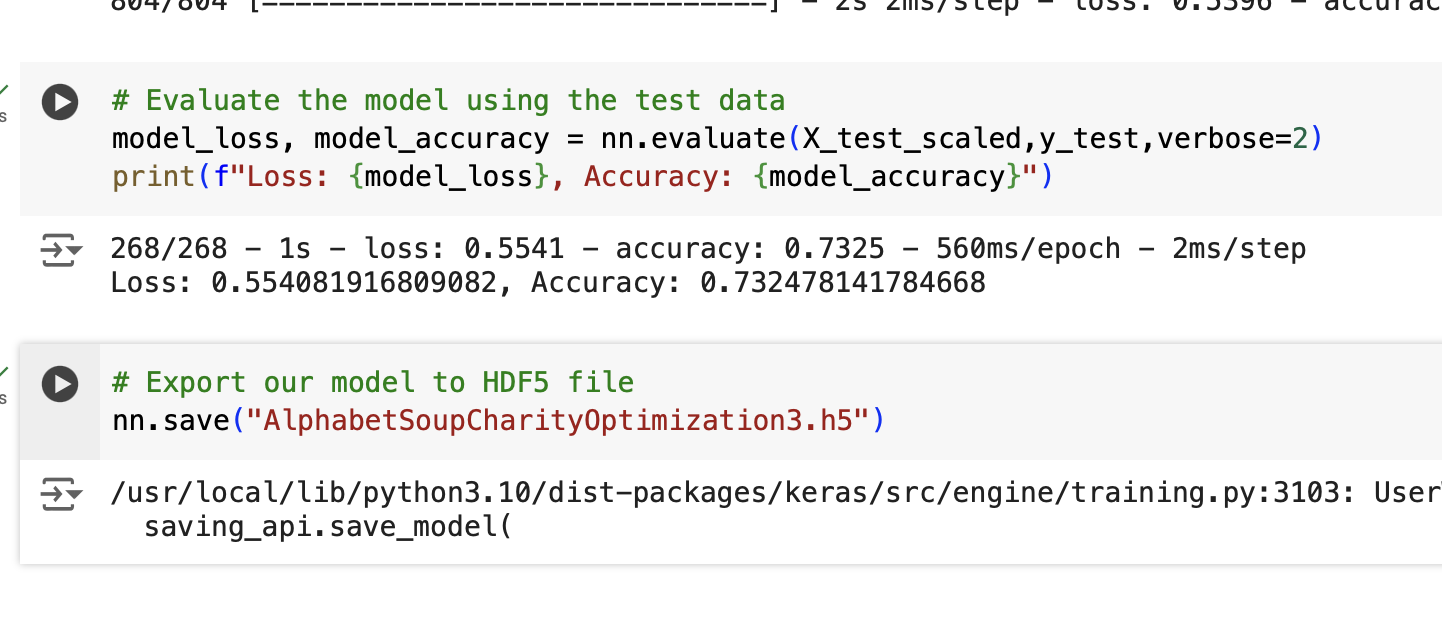 804/804 [==============================] - 2s 2ms/step - loss: 0.5396 - accurac
# Evaluate the model using the test data
model_loss, model_accuracy = nn.evaluate(X_test_scaled,y_test,verbose=2)
print(f"Loss: {model_loss}, Accuracy: {model_accuracy}")
s
268/268 - 1s - loss: 0.5541 - accuracy: 0.7325 - 560ms/epoch - 2ms/step
Loss: 0.554081916809082, Accuracy: 0.732478141784668
# Export our model to HDF5 file
nn.save("AlphabetSoupCharityOptimization3.h5")
s
/usr/local/lib/python3.10/dist-packages/keras/src/engine/training.py:3103: User
saving_api.save_model(